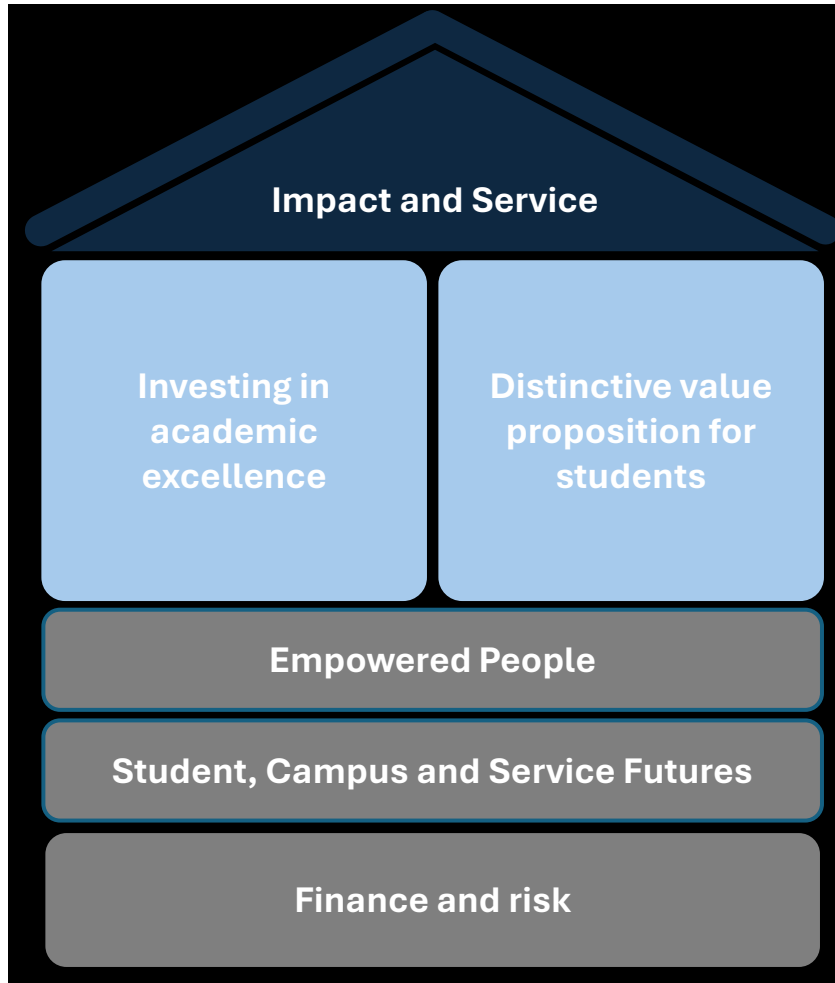 Impact and Service
Investing in
academic
excellence
Distinctive value
proposition for
students
Empowered People
Student, Campus and Service Futures
Finance and risk